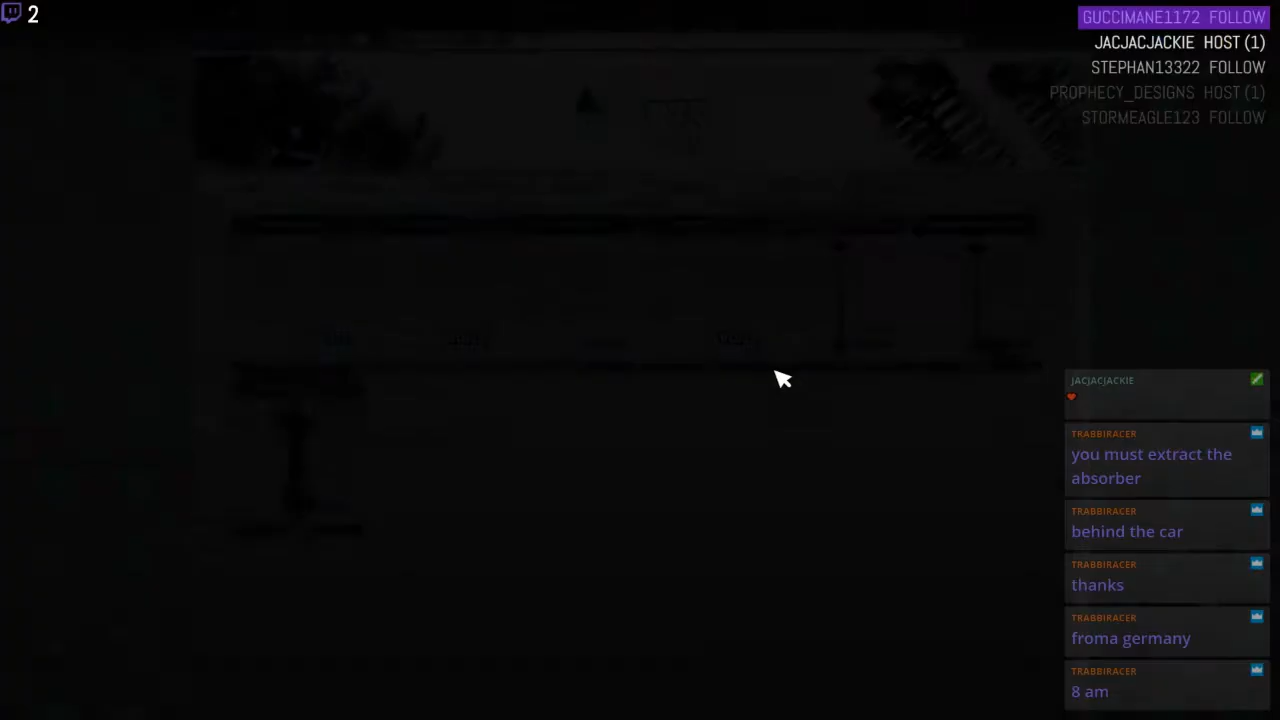 2
GUCCIMANE1172 FOLLOW
JACJACJACKIE HOST (1)
STEPHAN13322 FOLLOW
PROPHECY_DESIGNS HOST (1)
STORMEAGLE123 FOLLOW
JACJACJACKIE
TRABBIRACER
you must extract the
absorber
TRABBIRACER
behind the car
TRABBIRACER
thanks
TRABBIRACER
froma germany
TRABBIRACER
8 am